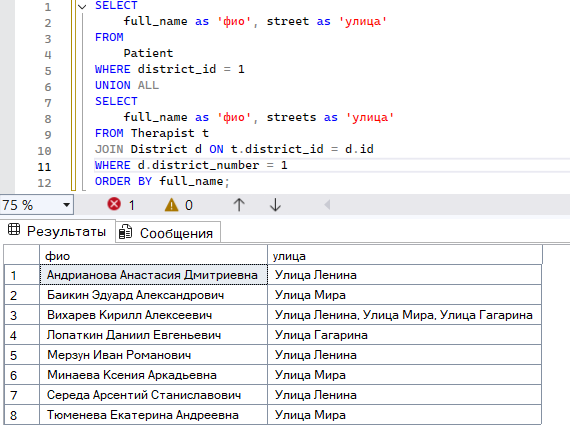 1 SELECT
2 full_name as 'фио', street as 'улица'
3 FROM
4 Patient
5 WHERE district_id = 1
6 UNION ALL
7 SELECT
8 full_name as 'фио', streets as 'улица'
9 FROM Therapist t
10 JOIN District d ON t.district_id = d.id
11 WHERE d.district_number = 1
12 ORDER BY full_name;
75 % 1 0
Результаты Сообщения
фио улица
1 Андрианова Анастасия Дмитриевна Улица Ленина
2 Баикин Эдуард Александрович Улица Мира
3 Вихарев Кирилл Алексеевич Улица Ленина, Улица Мира, Улица Гагарина
4 Лопаткин Даниил Евгеньевич Улица Гагарина
5 Мерзун Иван Романович Улица Ленина
6 Минаева Ксения Аркадьевна Улица Мира
7 Середа Арсентий Станиславович Улица Ленина
8 Тюменева Екатерина Андреевна Улица Мира